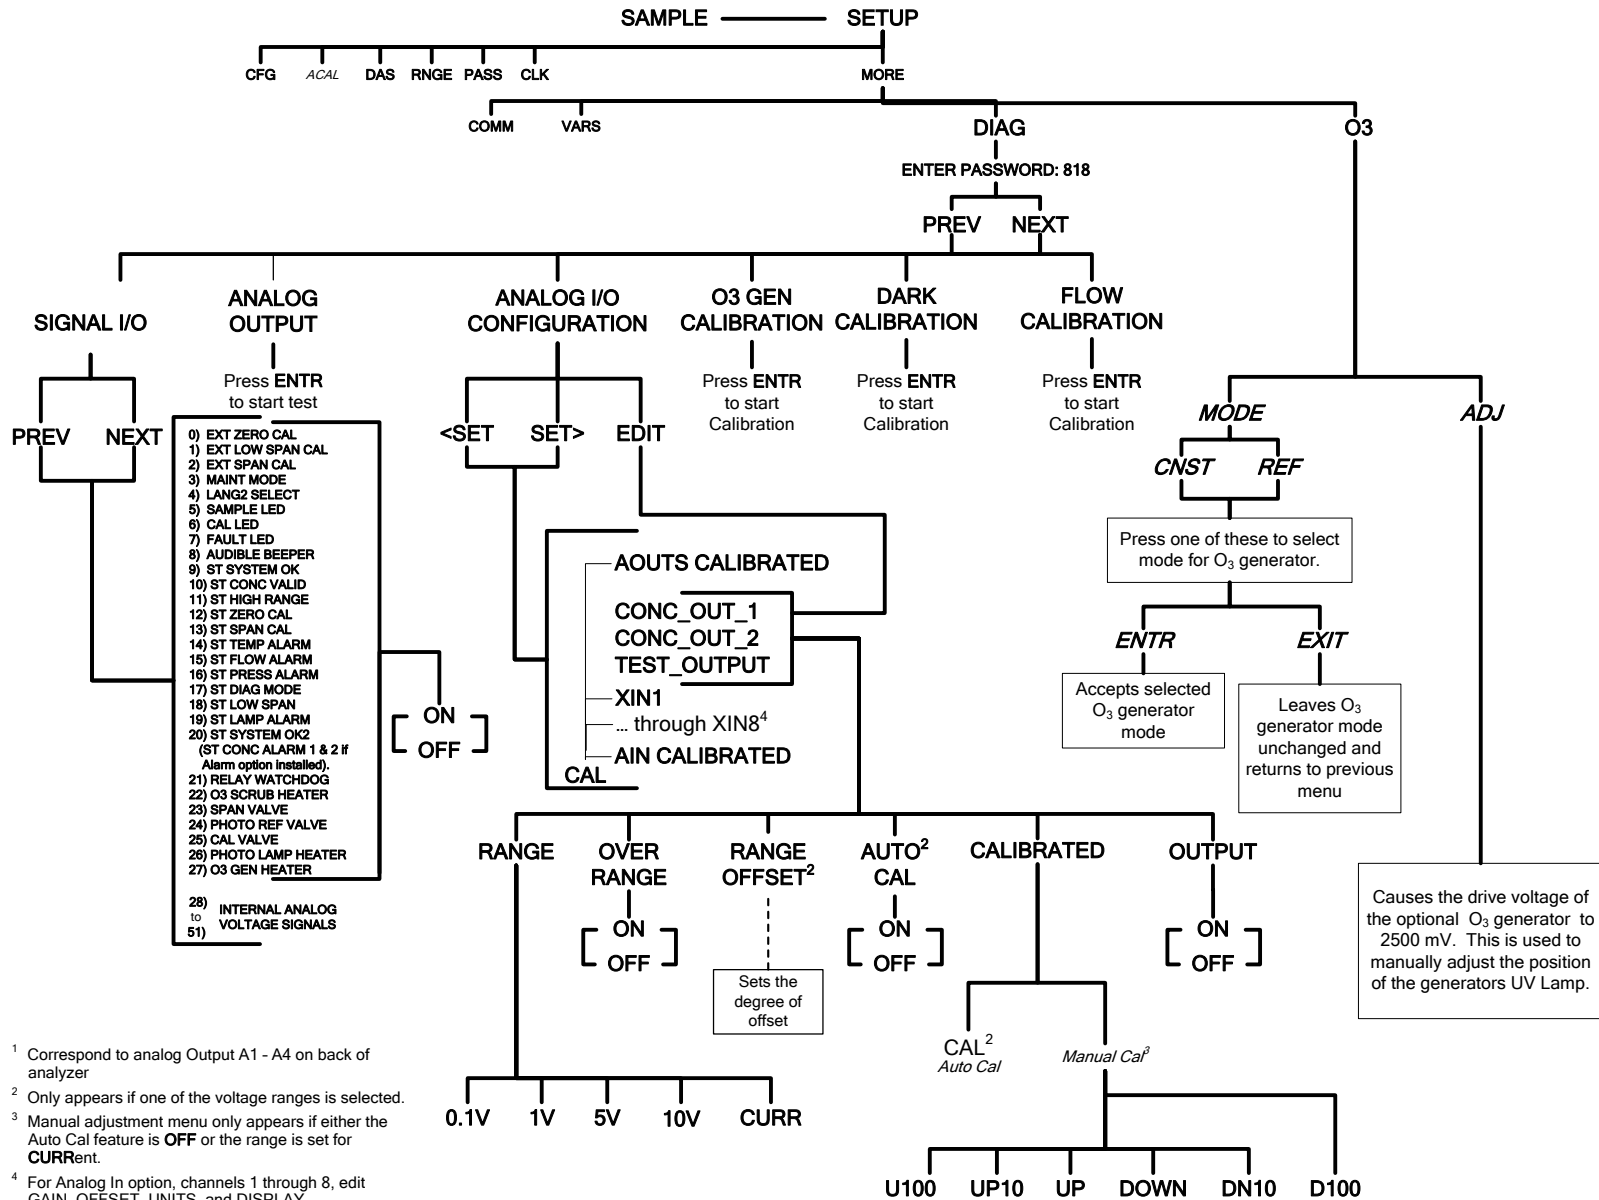 SAMPLE SETUP
CFG ACAL DAS RNGE PASS CLK MORE
COMM VARS DIAG O3
ENTER PASSWORD: 818
PREV NEXT
SIGNAL I/O
PREV NEXT
ANALOG
OUTPUT
Press ENTR
to start test
0) EXT ZERO CAL
1) EXT LOW SPAN CAL
2) EXT SPAN CAL
3) MAINT MODE
4) LANG2 SELECT
5) SAMPLE LED
6) CAL LED
7) FAULT LED
8) AUDIBLE BEEPER
9) ST SYSTEM OK
10) ST CONC VALID
11) ST HIGH RANGE
12) ST ZERO CAL
13) ST SPAN CAL
14) ST TEMP ALARM
15) ST FLOW ALARM
16) ST PRESS ALARM
17) ST DIAG MODE
18) ST LOW SPAN
19) ST LAMP ALARM
20) ST SYSTEM OK2
(ST CONC ALARM 1 & 2 if
Alarm option installed).
21) RELAY WATCHDOG
22) O3 SCRUB HEATER
23) SPAN VALVE
24) PHOTO REF VALVE
25) CAL VALVE
26) PHOTO LAMP HEATER
27) O3 GEN HEATER
28)
to
51)
INTERNAL ANALOG
VOLTAGE SIGNALS
ON
OFF
ANALOG I/O
CONFIGURATION
<SET SET> EDIT
AOUTS CALIBRATED
CONC_OUT_1
CONC_OUT_2
TEST_OUTPUT
XIN1
... through XIN8⁴
AIN CALIBRATED
CAL
O3 GEN
CALIBRATION
Press ENTR
to start
Calibration
DARK
CALIBRATION
Press ENTR
to start
Calibration
FLOW
CALIBRATION
Press ENTR
to start
Calibration
MODE ADJ
CNST REF
Press one of these to select
mode for O₃ generator.
ENTR EXIT
Accepts selected
O₃ generator
mode
Leaves O₃
generator mode
unchanged and
returns to previous
menu
Causes the drive voltage of
the optional O₃ generator to
2500 mV. This is used to
manually adjust the position
of the generators UV Lamp.
RANGE
OVER
RANGE
ON
OFF
RANGE
OFFSET²
Sets the
degree of
offset
AUTO²
CAL
ON
OFF
CALIBRATED
OUTPUT
ON
OFF
CAL²
Auto Cal
Manual Cal³
0.1V 1V 5V 10V CURR
U100 UP10 UP DOWN DN10 D100
¹ Correspond to analog Output A1 - A4 on back of
analyzer
² Only appears if one of the voltage ranges is selected.
³ Manual adjustment menu only appears if either the
Auto Cal feature is OFF or the range is set for
CURRent.
⁴ For Analog In option, channels 1 through 8, edit
GAIN, OFFSET, UNITS, and DISPLAY